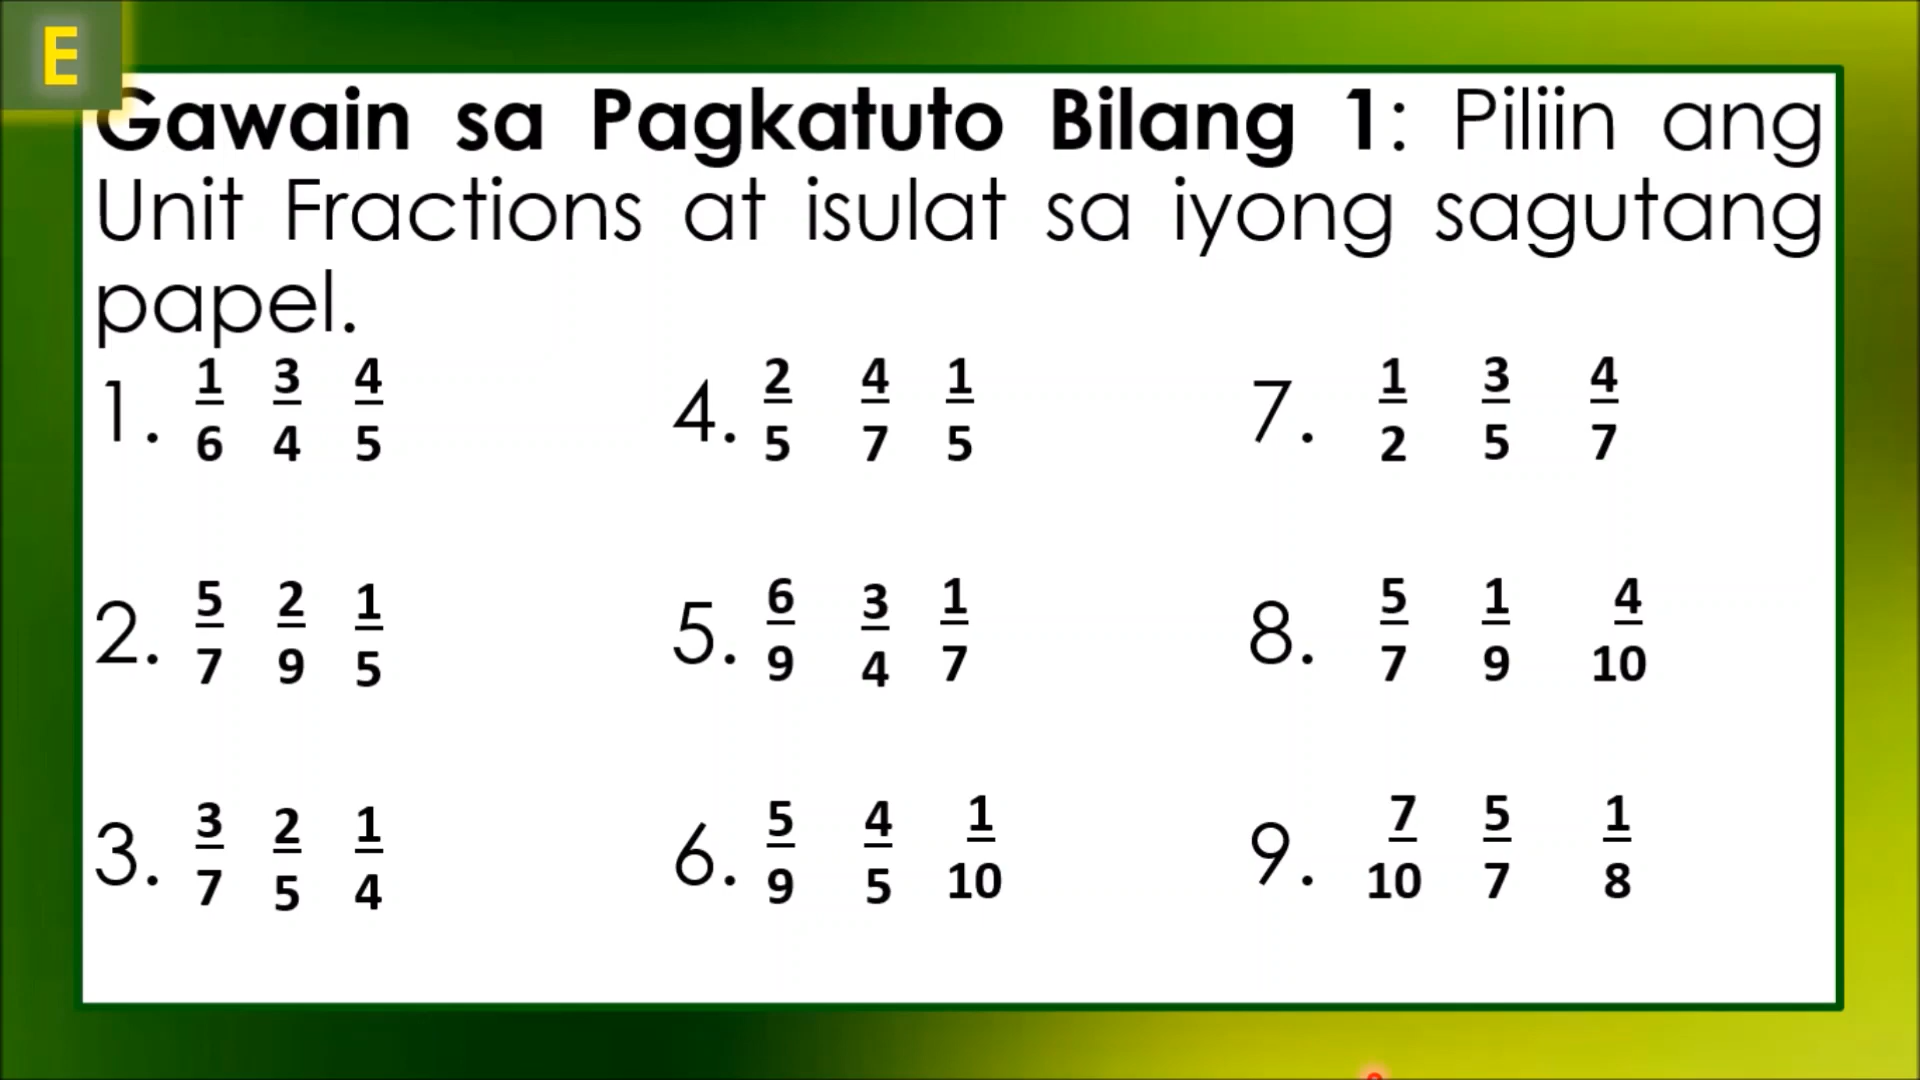 E
Gawain sa Pagkatuto Bilang 1: Piliin ang
Unit Fractions at isulat sa iyong sagutang
papel.
1. 1/6 3/4 4/5
4. 2/5 4/7 1/5
7. 1/2 3/5 4/7
2. 5/7 2/9 1/5
5. 6/9 3/4 1/7
8. 5/7 1/9 4/10
3. 3/7 2/5 1/4
6. 5/9 4/5 1/10
9. 7/10 5/7 1/8